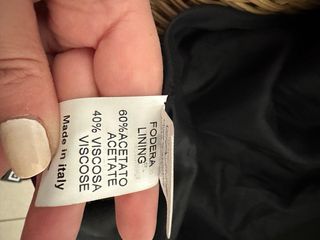 FODERA
LINING
60%ACETATO
ACETATE
40% VISCOSA
VISCOSE
Made in italy